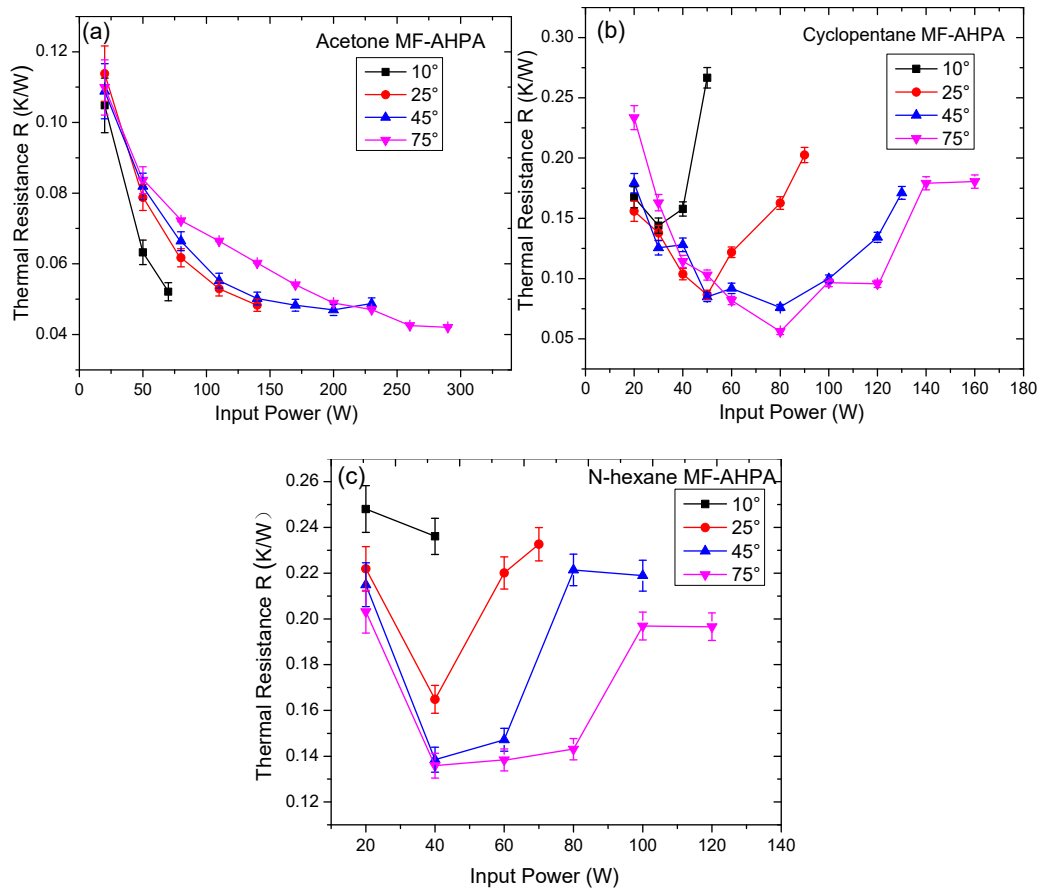 (a)
Acetone MF-AHPA
10°
25°
45°
75°
Thermal Resistance R (K/W)
0.12
0.10
0.08
0.06
0.04
0 50 100 150 200 250 300
Input Power (W)
(b)
Cyclopentane MF-AHPA
10°
25°
45°
75°
Thermal Resistance R (K/W)
0.30
0.25
0.20
0.15
0.10
0.05
20 40 60 80 100 120 140 160 180
Input Power (W)
(c)
N-hexane MF-AHPA
10°
25°
45°
75°
Thermal Resistance R (K/W）
0.26
0.24
0.22
0.20
0.18
0.16
0.14
0.12
20 40 60 80 100 120 140
Input Power (W)